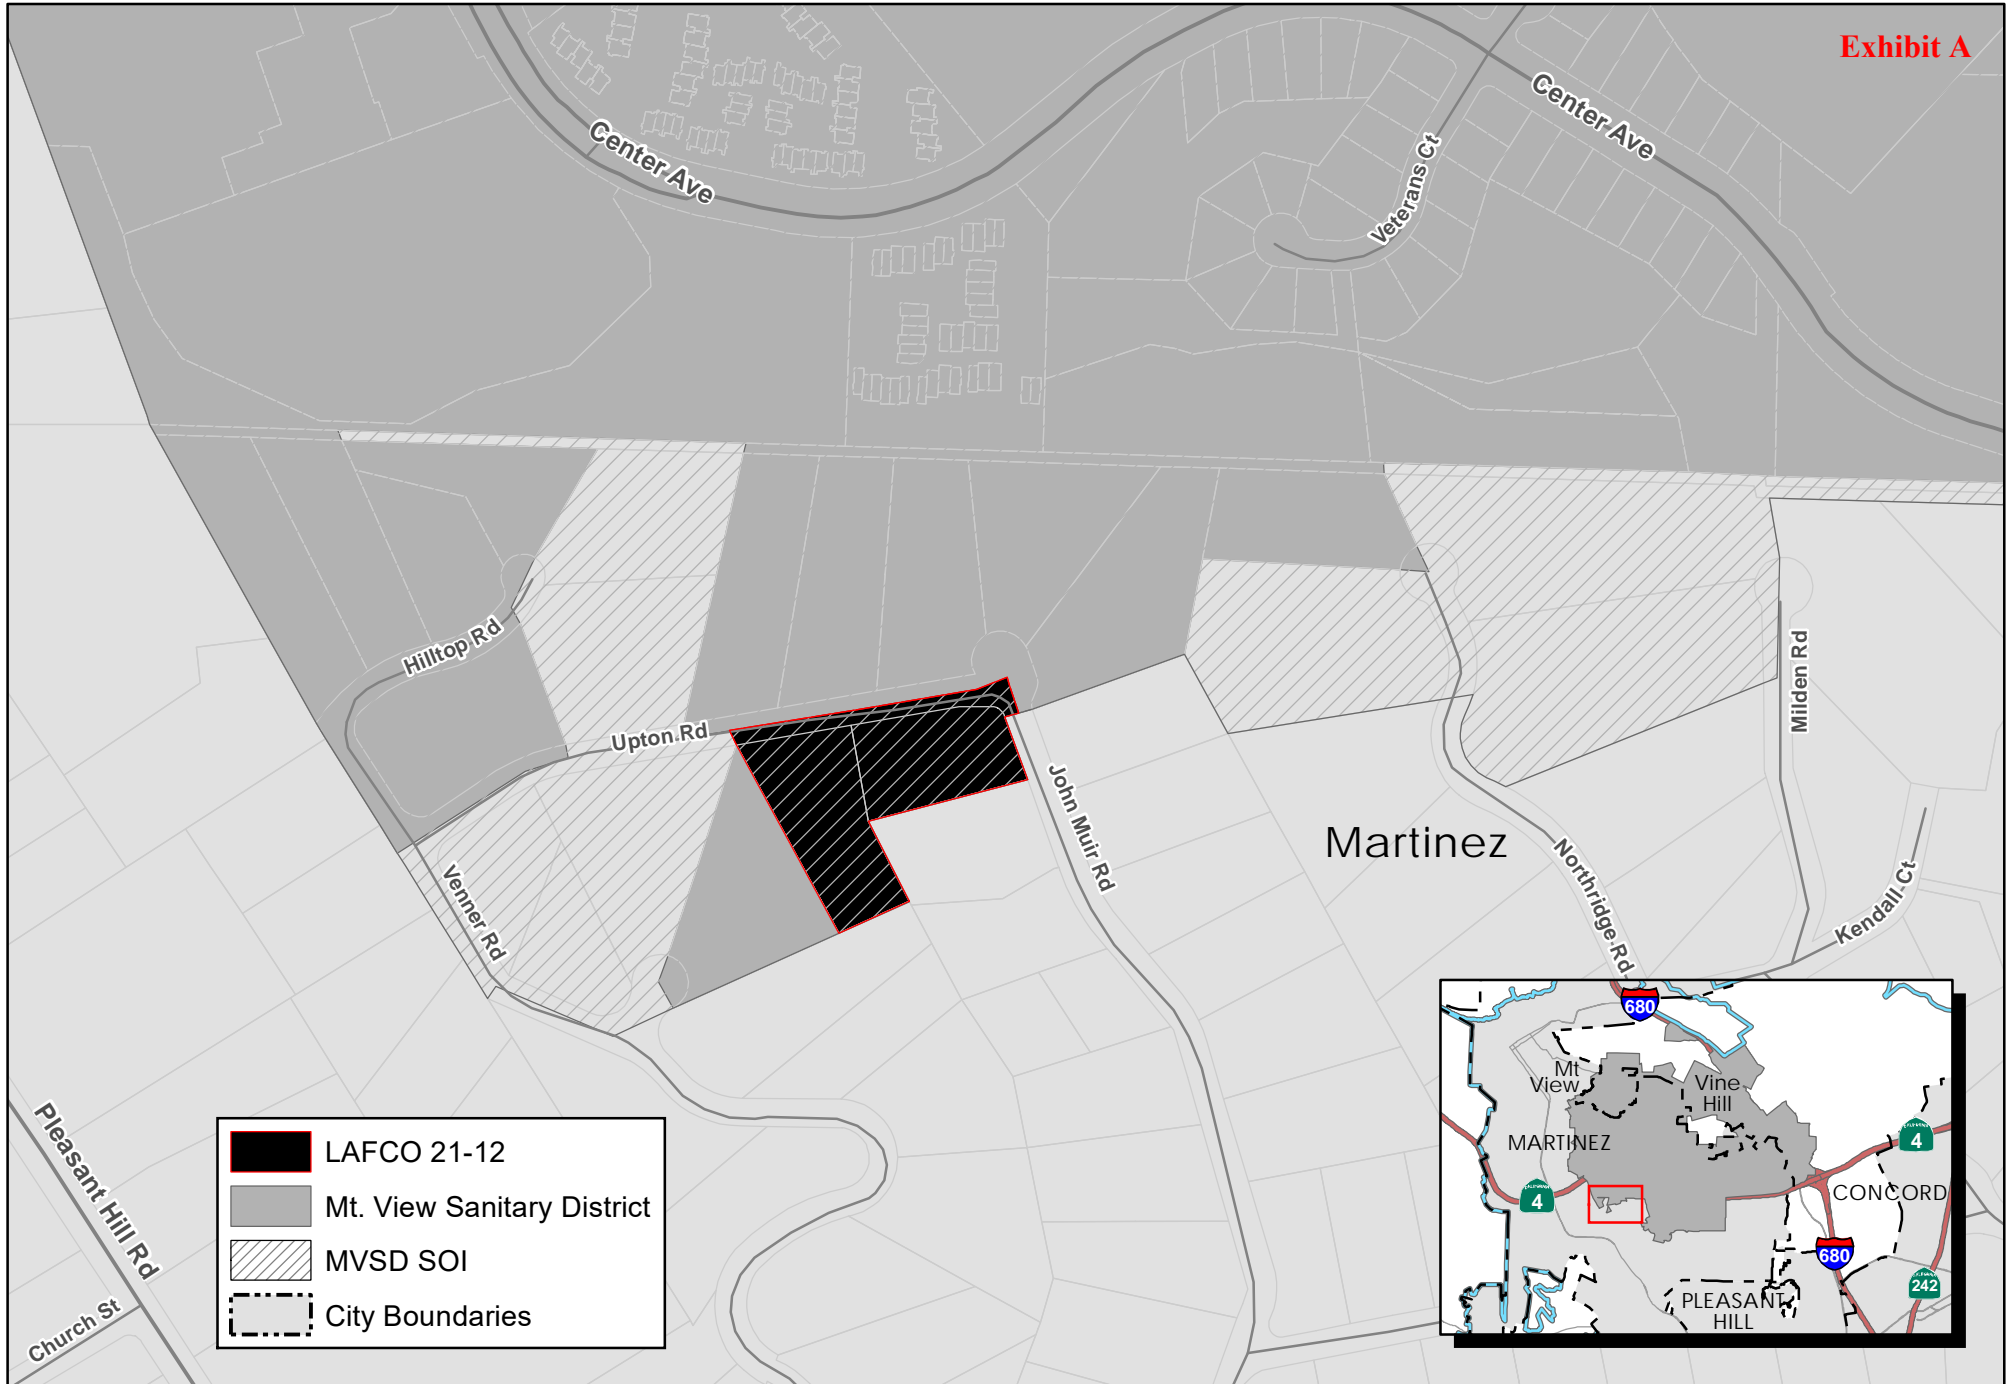 Exhibit A
Center Ave
Center Ave
Veterans Ct
Hilltop Rd
Upton Rd
Milden Rd
John Muir Rd
Martinez
Venner Rd
Northridge Rd
Kendall Ct
Pleasant Hill Rd
Church St
LAFCO 21-12
Mt. View Sanitary District
MVSD SOI
City Boundaries
680
Mt
View
Vine
Hill
MARTINEZ
4
4
CONCORD
680
242
PLEASANT
HILL